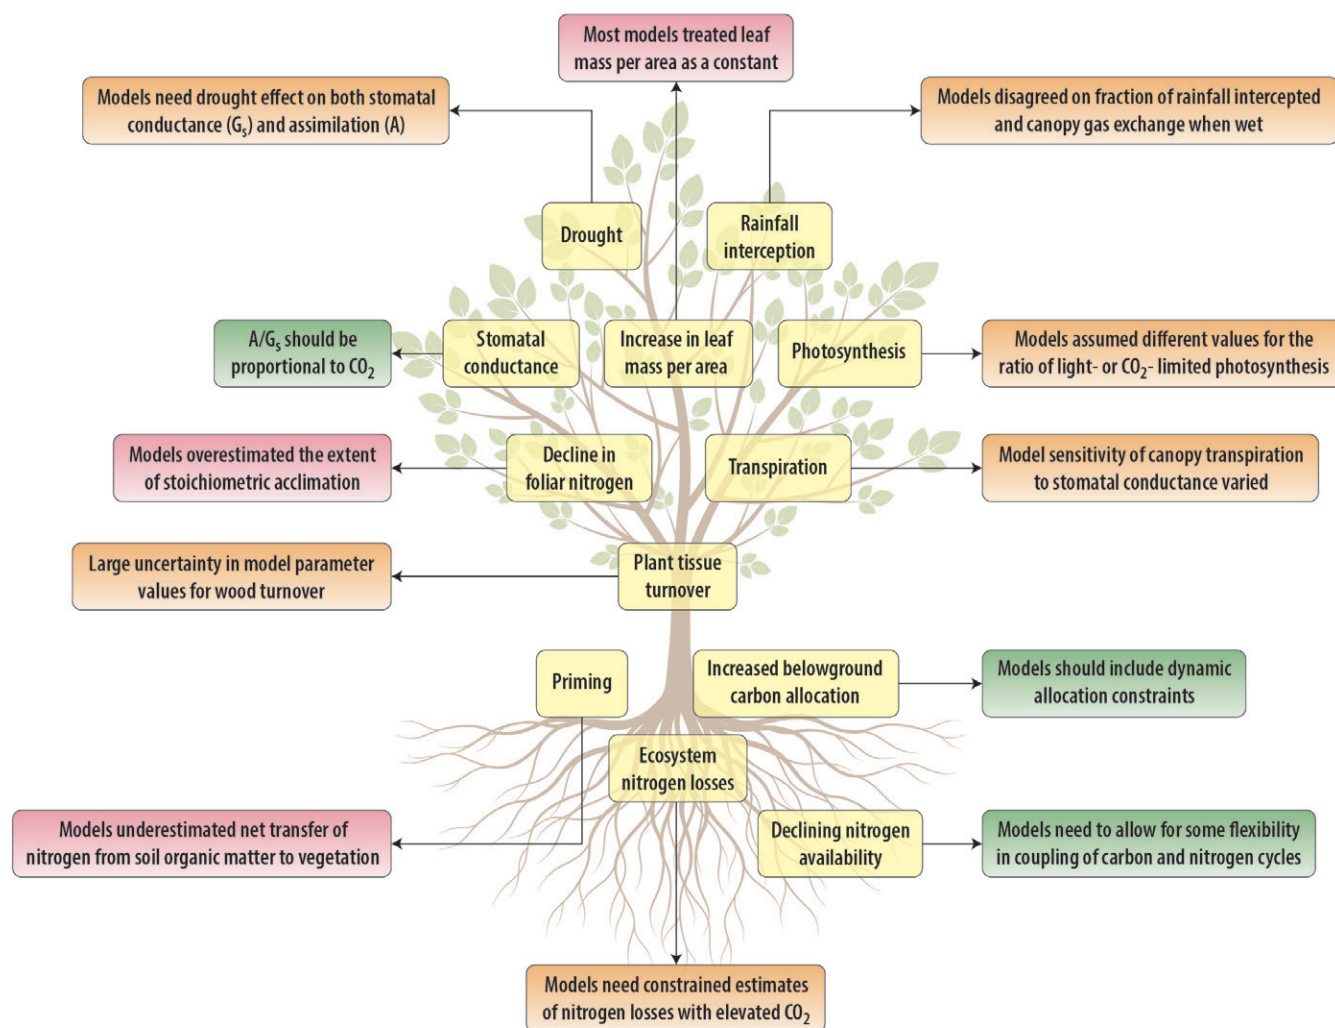 Most models treated leaf
mass per area as a constant
Models need drought effect on both stomatal
conductance (Gₛ) and assimilation (A)
Models disagreed on fraction of rainfall intercepted
and canopy gas exchange when wet
Drought
Rainfall
interception
A/Gₛ should be
proportional to CO₂
Stomatal
conductance
Increase in leaf
mass per area
Photosynthesis
Models assumed different values for the
ratio of light- or CO₂- limited photosynthesis
Models overestimated the extent
of stoichiometric acclimation
Decline in
foliar nitrogen
Transpiration
Model sensitivity of canopy transpiration
to stomatal conductance varied
Large uncertainty in model parameter
values for wood turnover
Plant tissue
turnover
Priming
Increased belowground
carbon allocation
Models should include dynamic
allocation constraints
Ecosystem
nitrogen losses
Models underestimated net transfer of
nitrogen from soil organic matter to vegetation
Declining nitrogen
availability
Models need to allow for some flexibility
in coupling of carbon and nitrogen cycles
Models need constrained estimates
of nitrogen losses with elevated CO₂